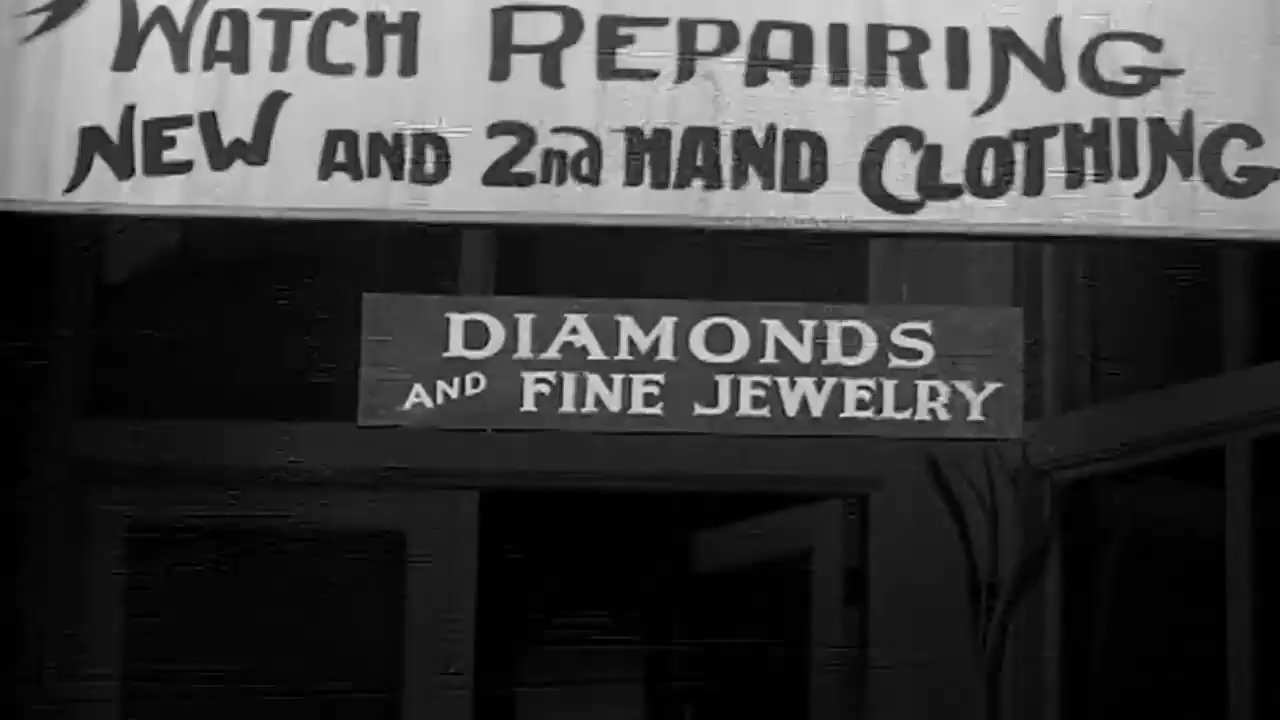 WATCH REPAIRING
NEW AND 2nd HAND CLOTHING
DIAMONDS
AND FINE JEWELRY